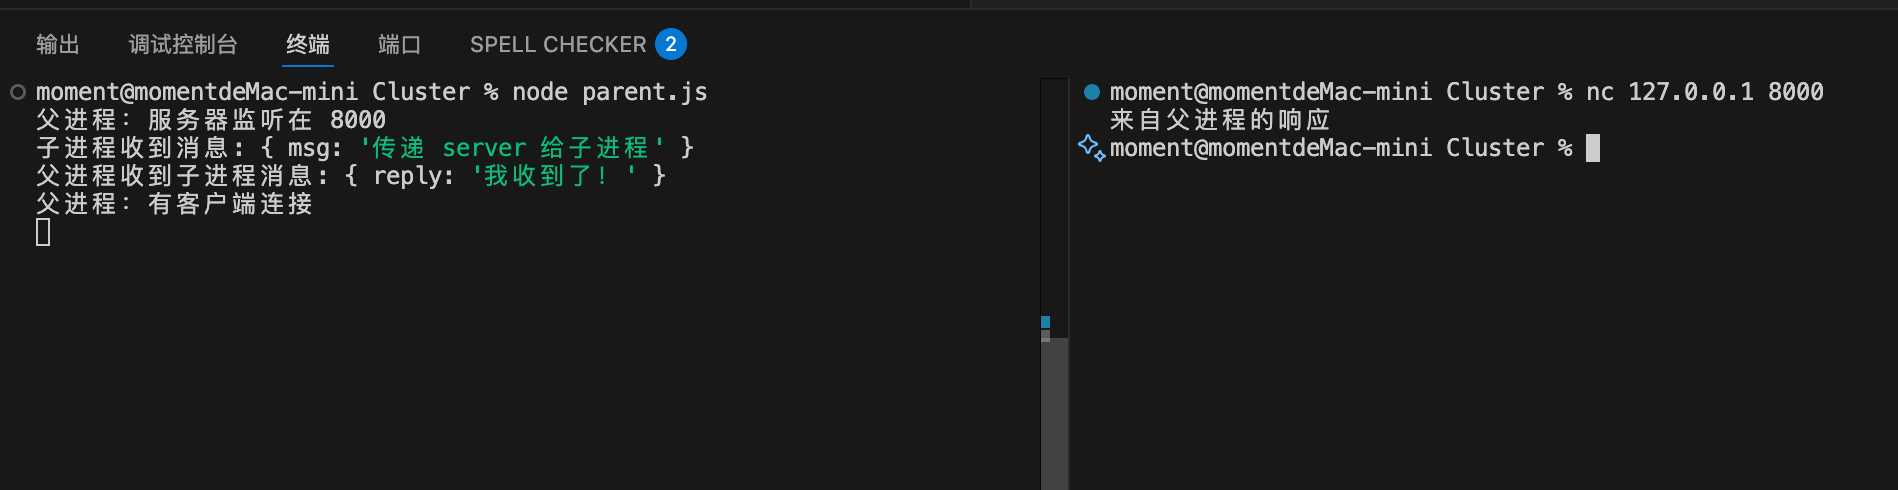 输出 调试控制台 终端 端口 SPELL CHECKER 2
moment@momentdeMac-mini Cluster % node parent.js
父进程：服务器监听在 8000
子进程收到消息：{ msg: '传递 server 给子进程' }
父进程收到子进程消息：{ reply: '我收到了！' }
父进程：有客户端连接
moment@momentdeMac-mini Cluster % nc 127.0.0.1 8000
来自父进程的响应
moment@momentdeMac-mini Cluster %